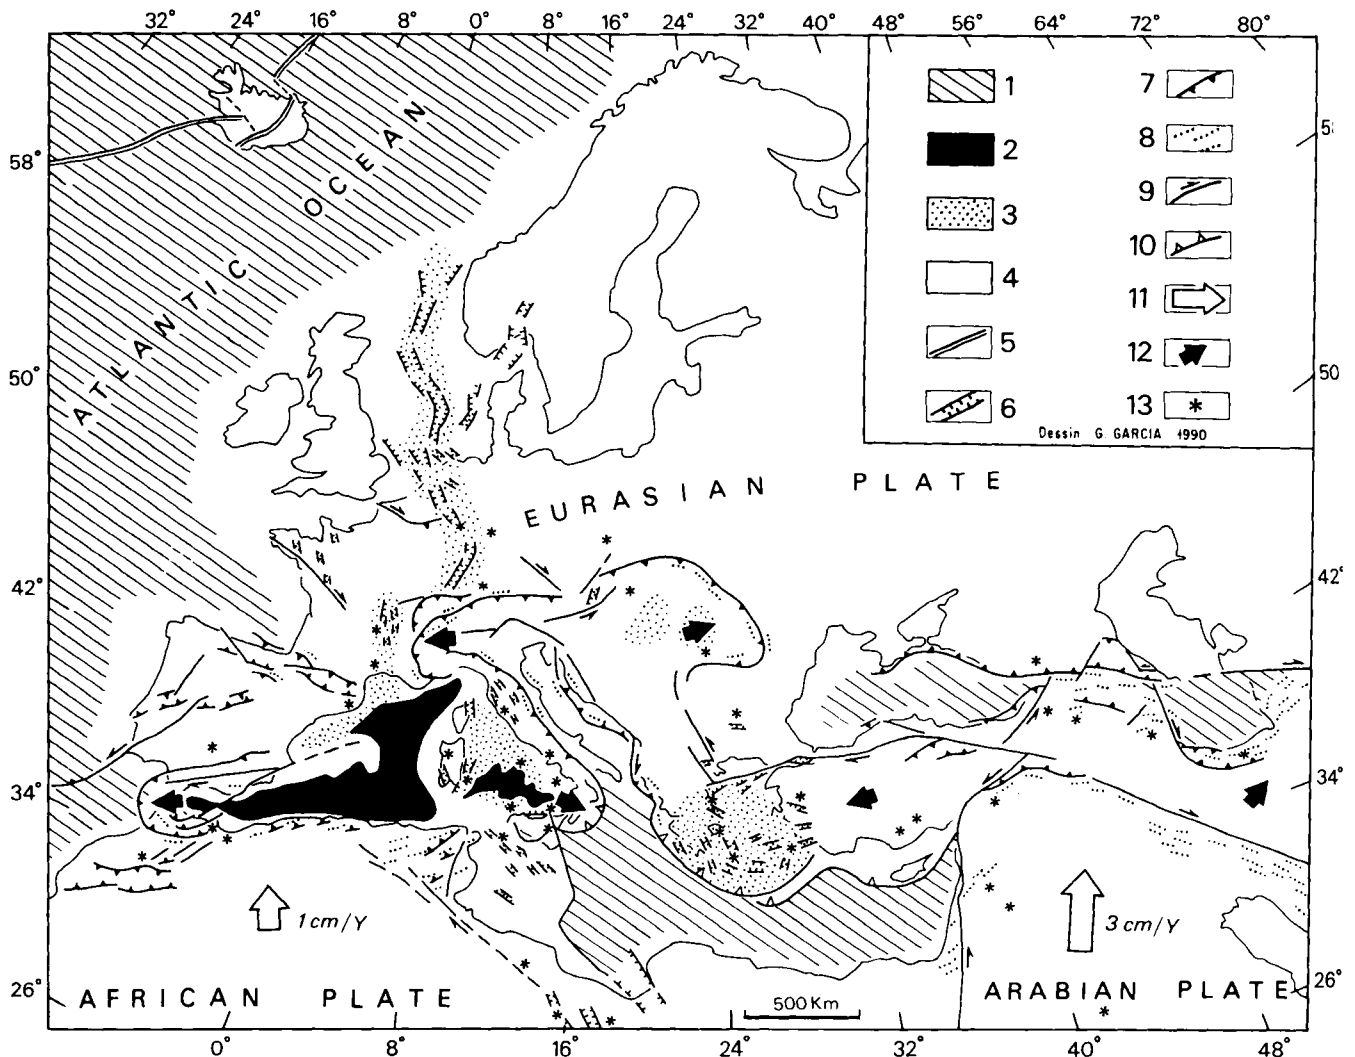 32° 24° 16° 8° 0° 8° 16° 24° 32° 40° 48° 56° 64° 72° 80°
1 7
2 8
3 9
4 10
5 11
6 12
13
Dessin G. GARCIA 1990
58°
50° 50
42° 42°
34° 34°
26° 26°
ATLANTIC OCEAN
EURASIAN PLATE
1 cm/Y
3 cm/Y
AFRICAN PLATE
500 Km
ARABIAN PLATE
0° 8° 16° 24° 32° 40° 48°